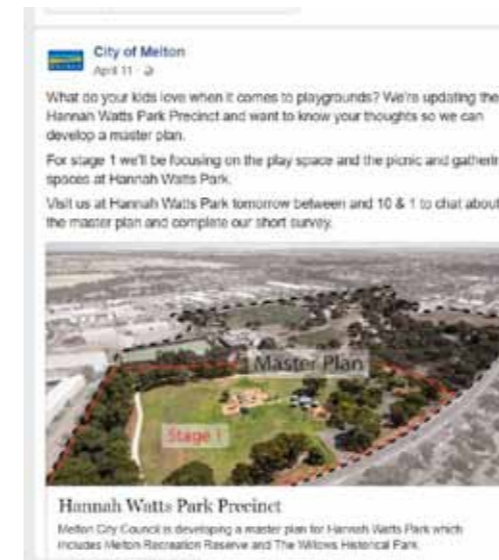 City of Melton
April 11
What do your kids love when it comes to playgrounds? We're updating the
Hannah Watts Park Precinct and want to know your thoughts so we can
develop a master plan.
For stage 1 we'll be focusing on the play space and the picnic and gatherin
spaces at Hannah Watts Park.
Visit us at Hannah Watts Park tomorrow between and 10 & 1 to chat about
the master plan and complete our short survey.
Master Plan
Stage 1
Hannah Watts Park Precinct
Melton City Council is developing a master plan for Hannah Watts Park which
includes Melton Recreation Reserve and The Willows Historical Park.